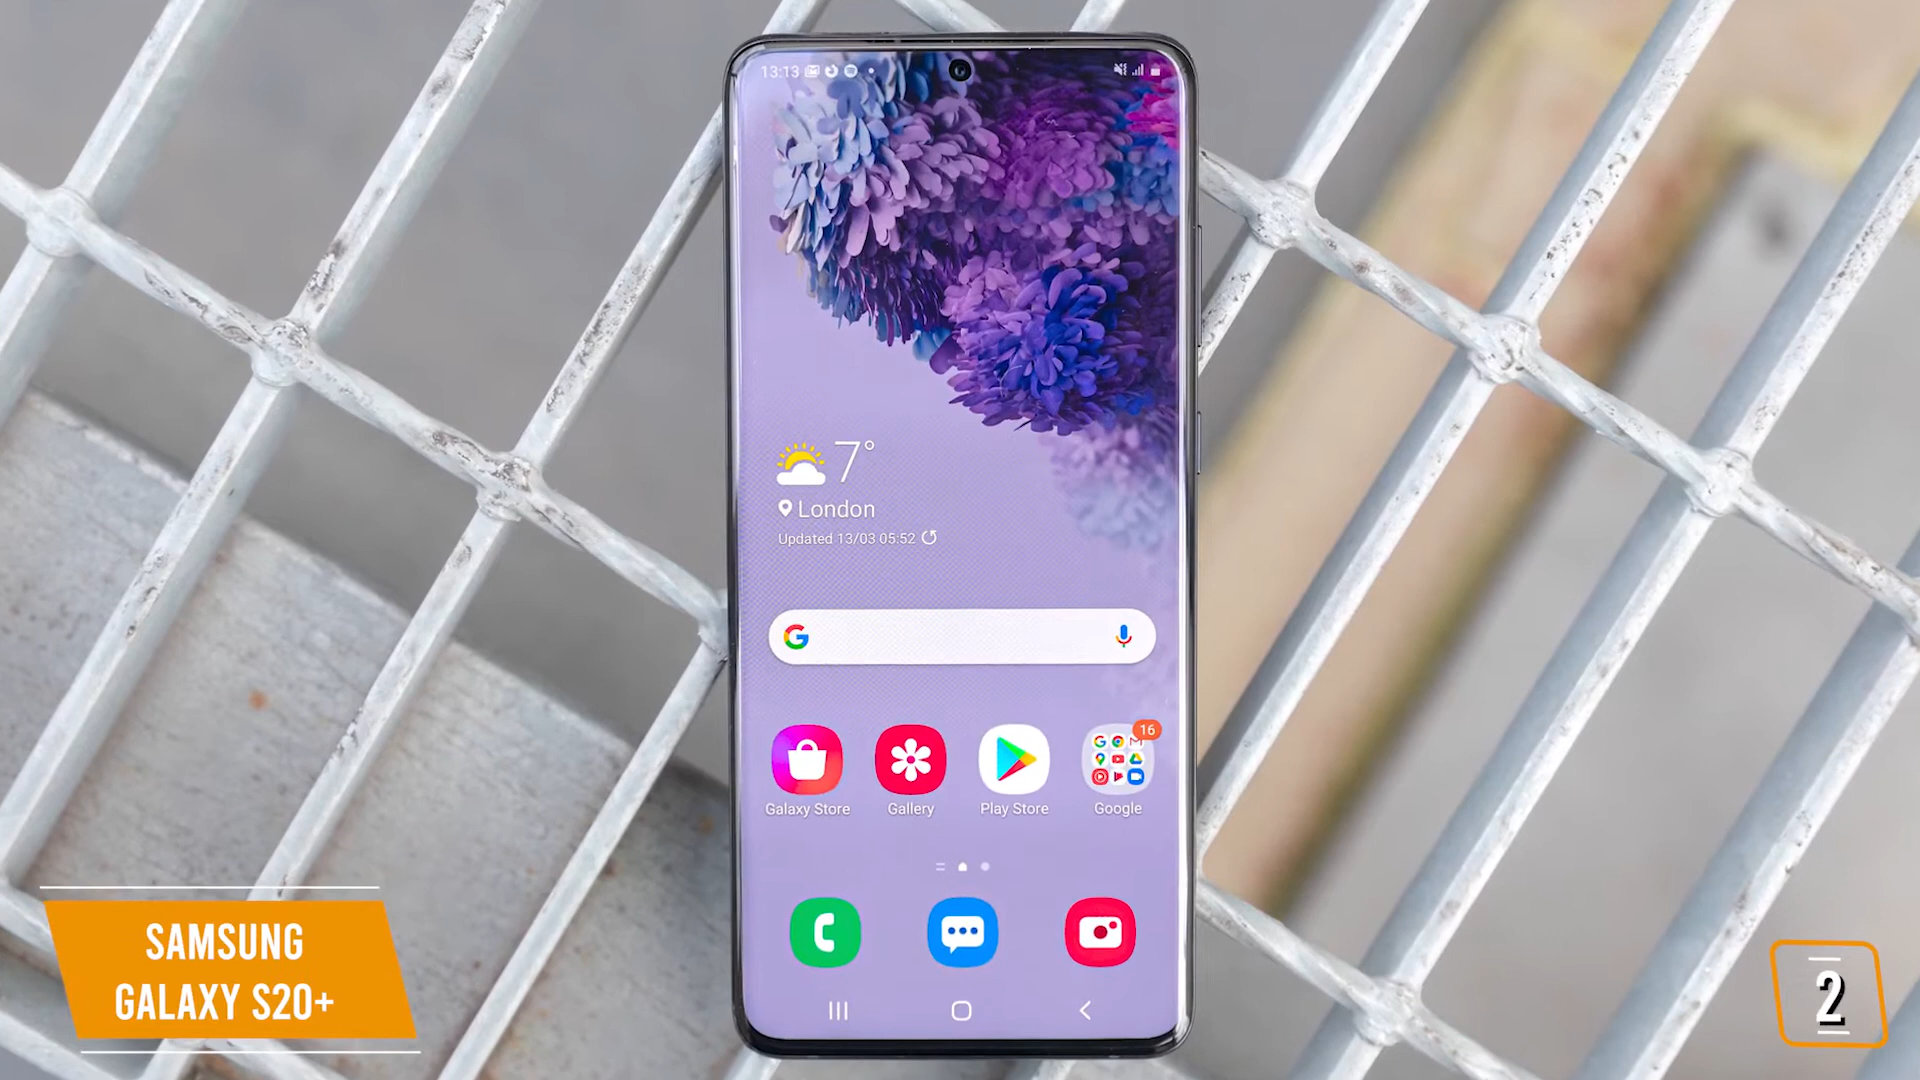 13:13
7°
London
Updated 13/03 05:52
16
Galaxy Store
Gallery
Play Store
Google
SAMSUNG
GALAXY S20+
2